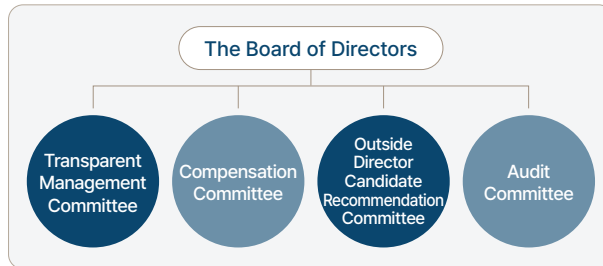 The Board of Directors
Transparent
Management
Committee
Compensation
Committee
Outside
Director
Candidate
Recommendation
Committee
Audit
Committee